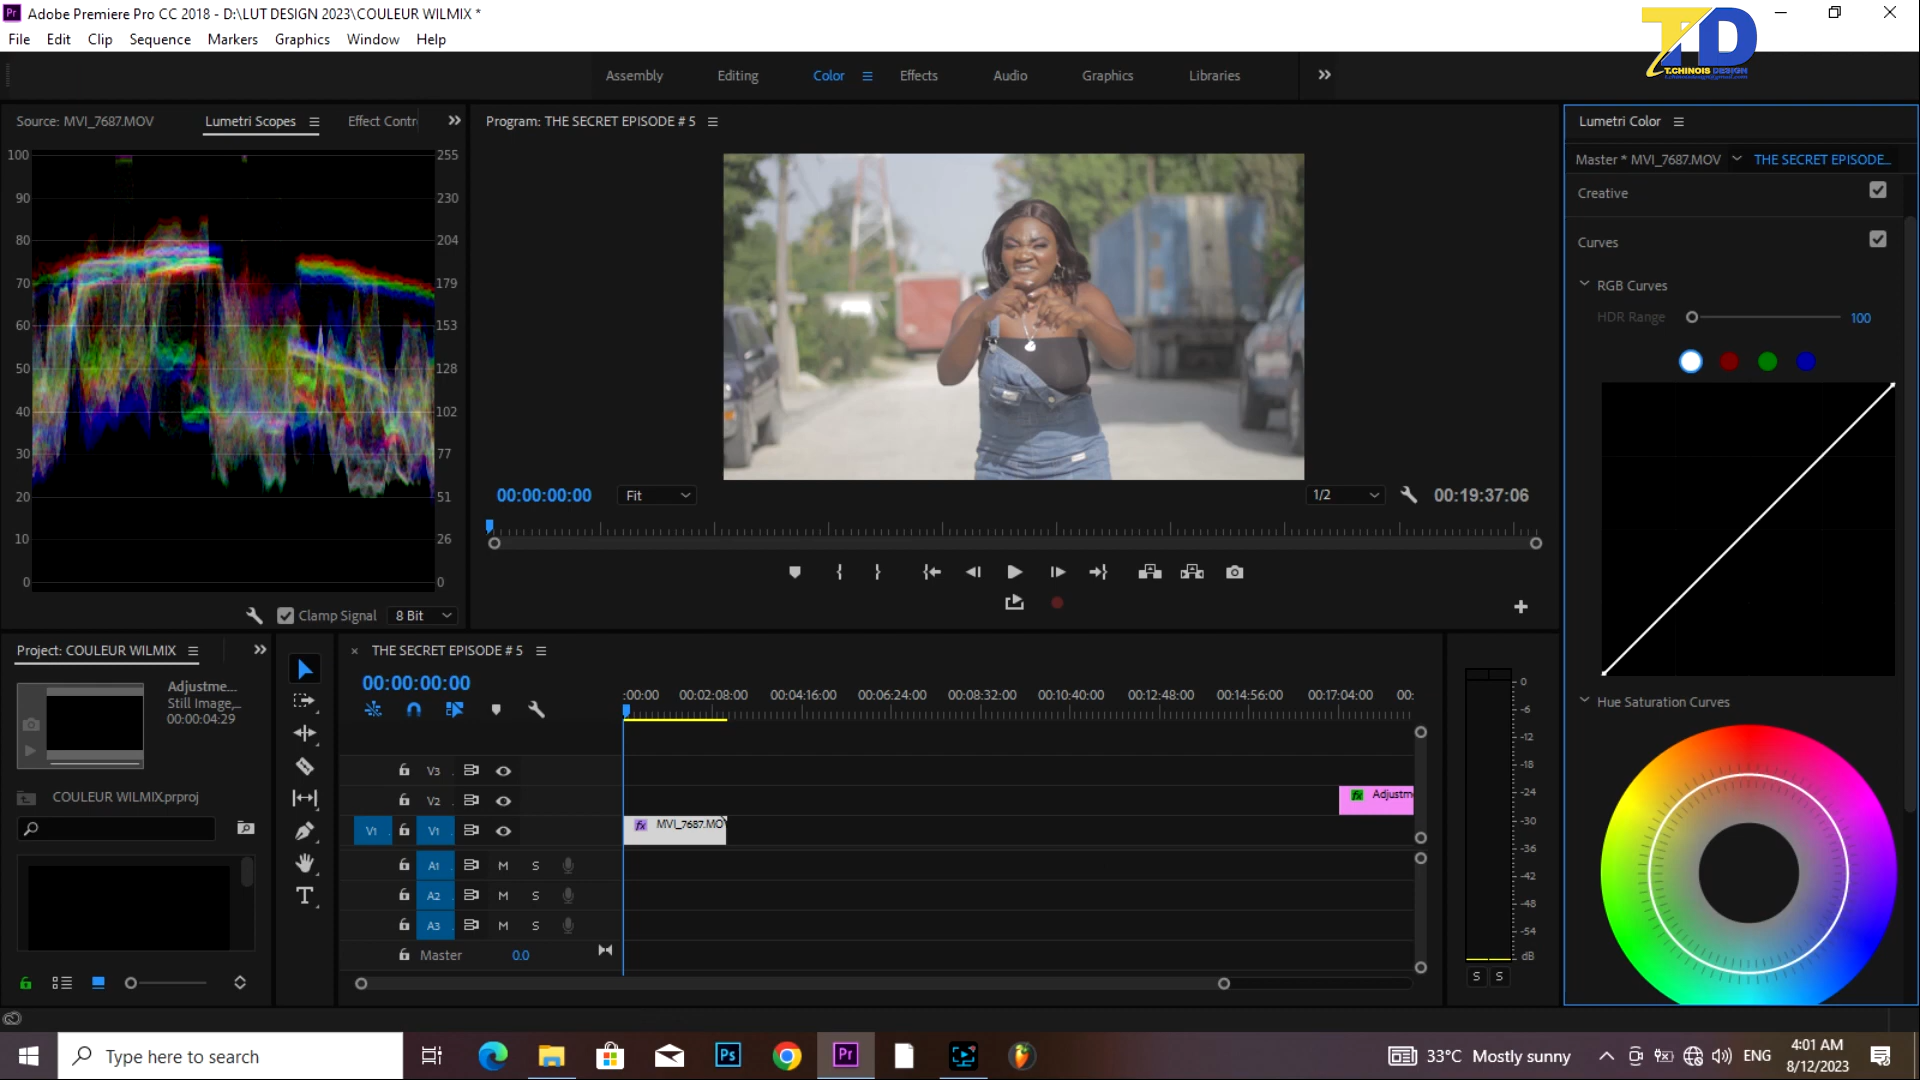 Adobe Premiere Pro CC 2018 - D:\LUT DESIGN 2023\COULEUR WILMIX *
File Edit Clip Sequence Markers Graphics Window Help
TD
T.CHINOIS DESIGN
Assembly Editing Color Effects Audio Graphics Libraries
Source: MVI_7687.MOV Lumetri Scopes Effect Contr
Program: THE SECRET EPISODE # 5
Lumetri Color
Master * MVI_7687.MOV THE SECRET EPISODE...
Creative
Curves
RGB Curves
HDR Range 100
Hue Saturation Curves
100 255
90 230
80 204
70 179
60 153
50 128
40 102
30 77
20 51
10 26
0 0
Clamp Signal 8 Bit
00:00:00:00 Fit 1/2 00:19:37:06
Project: COULEUR WILMIX
Adjustme...
Still Image,...
00:00:04:29
COULEUR WILMIX.prproj
THE SECRET EPISODE # 5
00:00:00:00
:00:00 00:02:08:00 00:04:16:00 00:06:24:00 00:08:32:00 00:10:40:00 00:12:48:00 00:14:56:00 00:17:04:00 00:
V3
V2 fx Adjustm
V1 V1 fx MVI_7687.MOV
A1 M S
A2 M S
A3 M S
Master 0.0
0
-6
-12
-18
-24
-30
-36
-42
-48
-54
dB
S S
Type here to search
Ps
Pr
33°C Mostly sunny
ENG
4:01 AM
8/12/2023